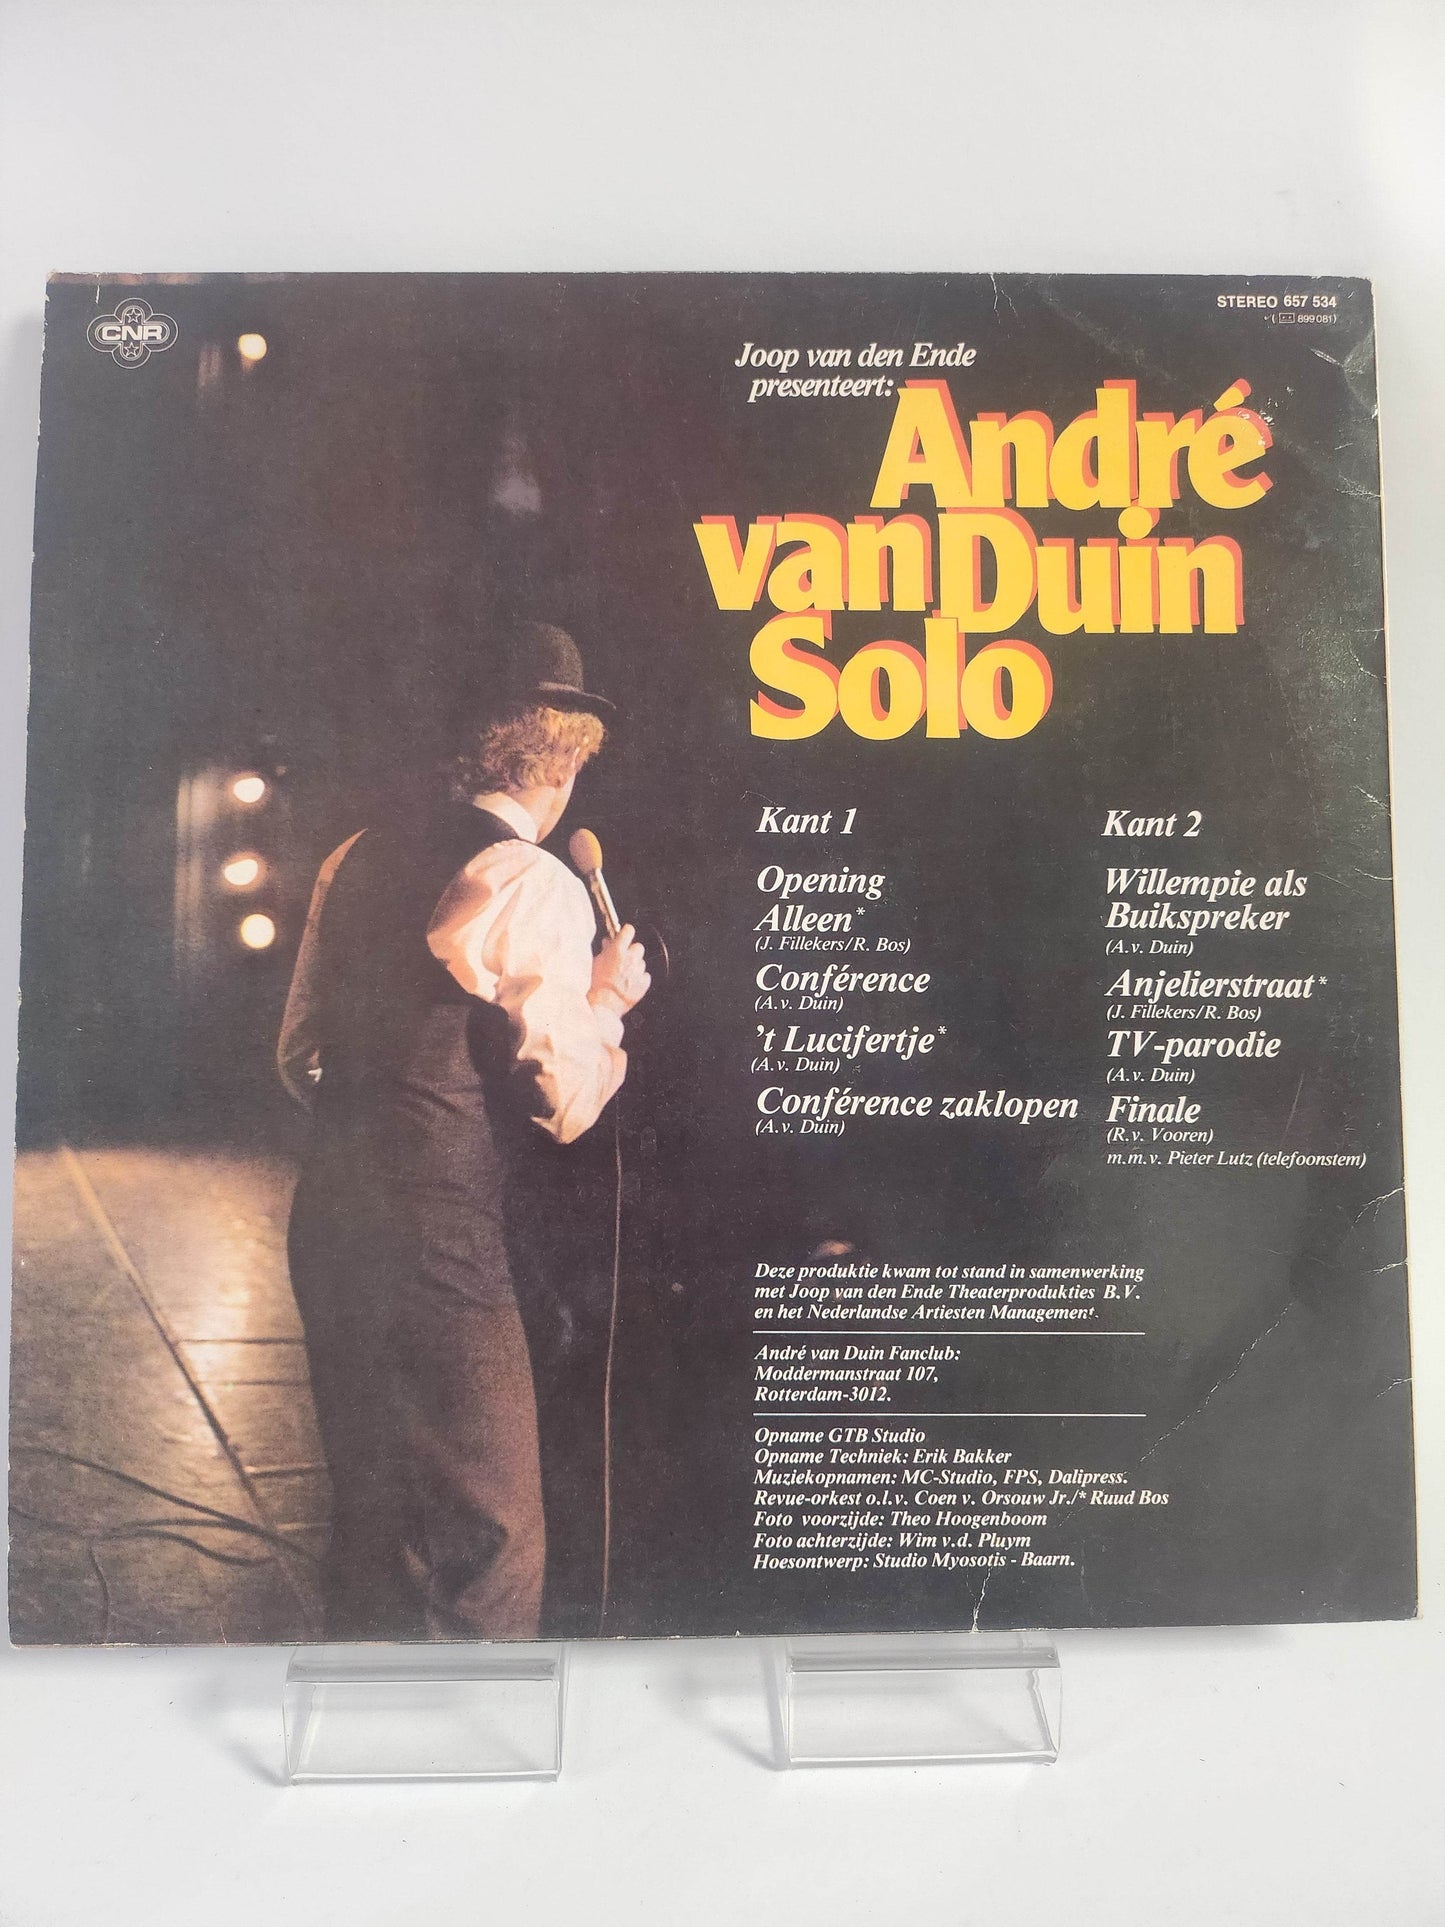 CNR
STEREO 657 534
( 899 081)
Joop van den Ende
presenteert:
André
van Duin
Solo
Kant 1
Opening
Alleen*
(J. Fillekers/R. Bos)
Conférence
(A.v. Duin)
't Lucifertje*
(A.v. Duin)
Conférence zaklopen
(A.v. Duin)
Kant 2
Willempie als
Buikspreker
(A.v. Duin)
Anjelierstraat*
(J. Fillekers/R. Bos)
TV-parodie
(A.v. Duin)
Finale
(R.v. Vooren)
m.m.v. Pieter Lutz (telefoonstem)
Deze produktie kwam tot stand in samenwerking
met Joop van den Ende Theaterprodukties B.V.
en het Nederlandse Artiesten Management.
André van Duin Fanclub:
Moddermanstraat 107,
Rotterdam-3012.
Opname GTB Studio
Opname Techniek: Erik Bakker
Muziekopnamen: MC-Studio, FPS, Dalipress.
Revue-orkest o.l.v. Coen v. Orsouw Jr./* Ruud Bos
Foto voorzijde: Theo Hoogenboom
Foto achterzijde: Wim v.d. Pluym
Hoesontwerp: Studio Myosotis - Baarn.